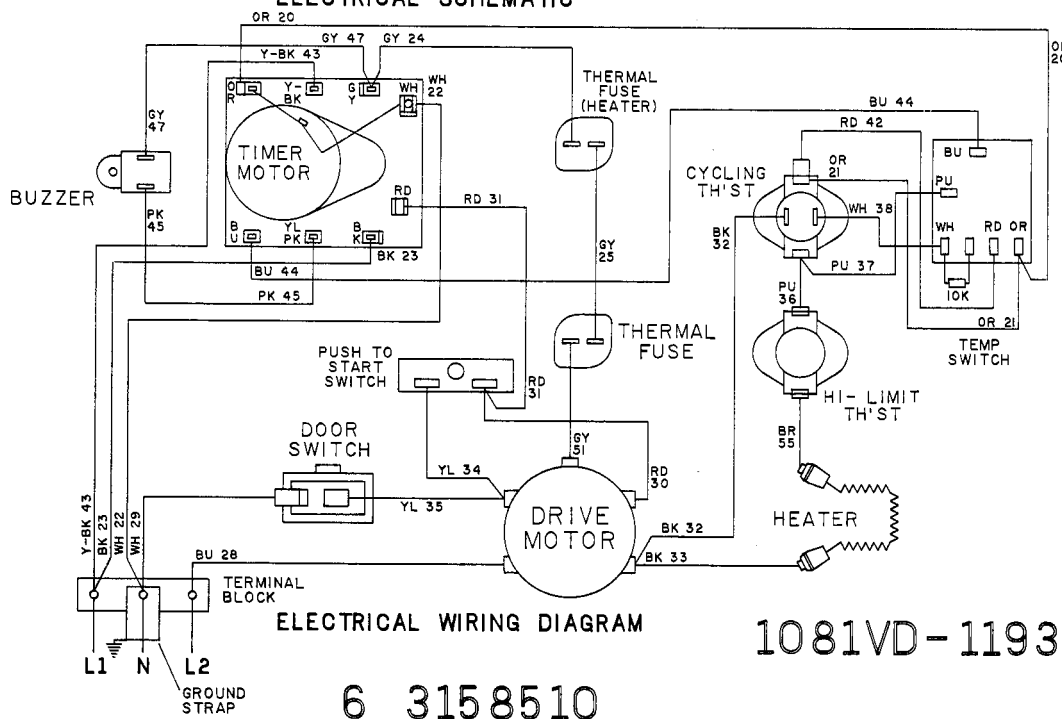 ELECTRICAL SCHEMATIC
OR 20
GY 47
GY 24
Y-BK 43
WH
22
OR
Y-
BK
GY
WH
THERMAL
FUSE
(HEATER)
BU 44
RD 42
GY
47
TIMER
MOTOR
BU
CYCLING
TH'ST
OR
21
PU
BUZZER
RD
RD 31
WH 38
WH
RD
OR
PK
45
BU
YL
PK
BK
BK 23
GY
25
BK
32
BU 44
PU 37
PK 45
PU
36
10K
OR 21
TEMP
SWITCH
PUSH TO
START
SWITCH
THERMAL
FUSE
RD
31
HI-LIMIT
TH'ST
DOOR
SWITCH
GY
51
BR
55
YL 34
RD
30
YL 35
DRIVE
MOTOR
HEATER
Y-BK 43
BK 23
WH 22
WH 29
BK 32
BU 28
BK 33
TERMINAL
BLOCK
ELECTRICAL WIRING DIAGRAM
1081VD-1193
L1
N
L2
GROUND
STRAP
6 3158510